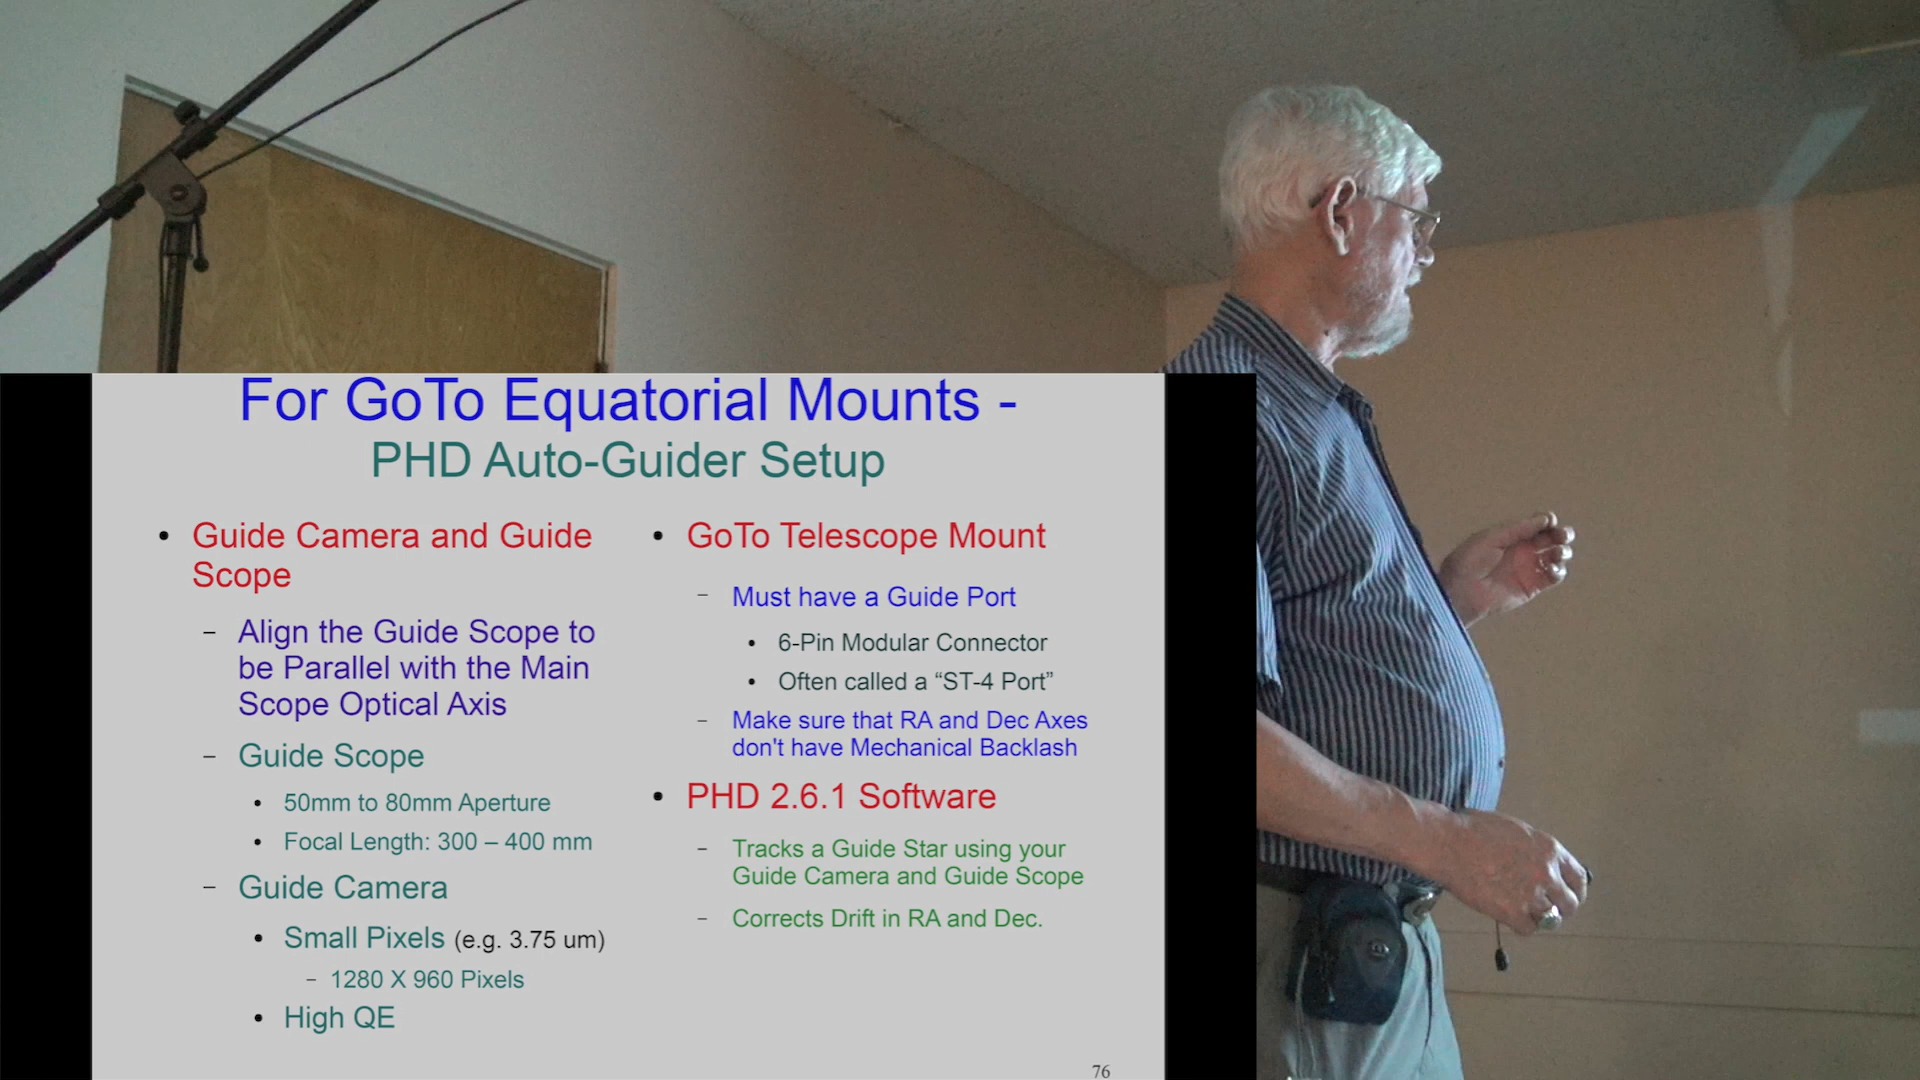 For GoTo Equatorial Mounts -
PHD Auto-Guider Setup
• Guide Camera and Guide
Scope
– Align the Guide Scope to
be Parallel with the Main
Scope Optical Axis
– Guide Scope
• 50mm to 80mm Aperture
• Focal Length: 300 – 400 mm
– Guide Camera
• Small Pixels (e.g. 3.75 um)
– 1280 X 960 Pixels
• High QE
• GoTo Telescope Mount
– Must have a Guide Port
• 6-Pin Modular Connector
• Often called a “ST-4 Port”
– Make sure that RA and Dec Axes
don't have Mechanical Backlash
• PHD 2.6.1 Software
– Tracks a Guide Star using your
Guide Camera and Guide Scope
– Corrects Drift in RA and Dec.
76